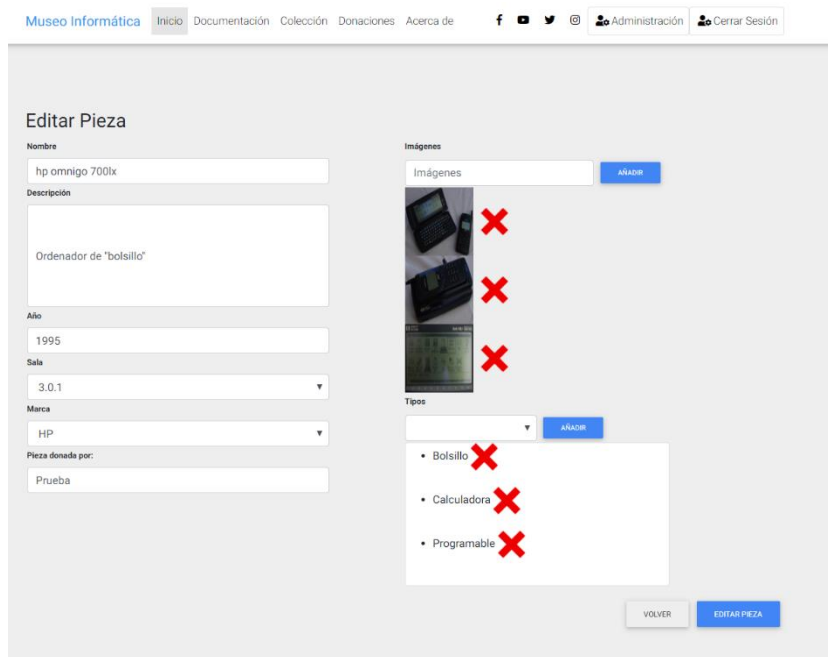 Museo Informática Inicio Documentación Colección Donaciones Acerca de Administración Cerrar Sesión
Editar Pieza
Nombre
hp omnigo 700lx
Descripción
Ordenador de "bolsillo"
Año
1995
Sala
3.0.1
Marca
HP
Pieza donada por:
Prueba
Imágenes
Imágenes AÑADIR
Tipos
AÑADIR
• Bolsillo
• Calculadora
• Programable
VOLVER EDITAR PIEZA